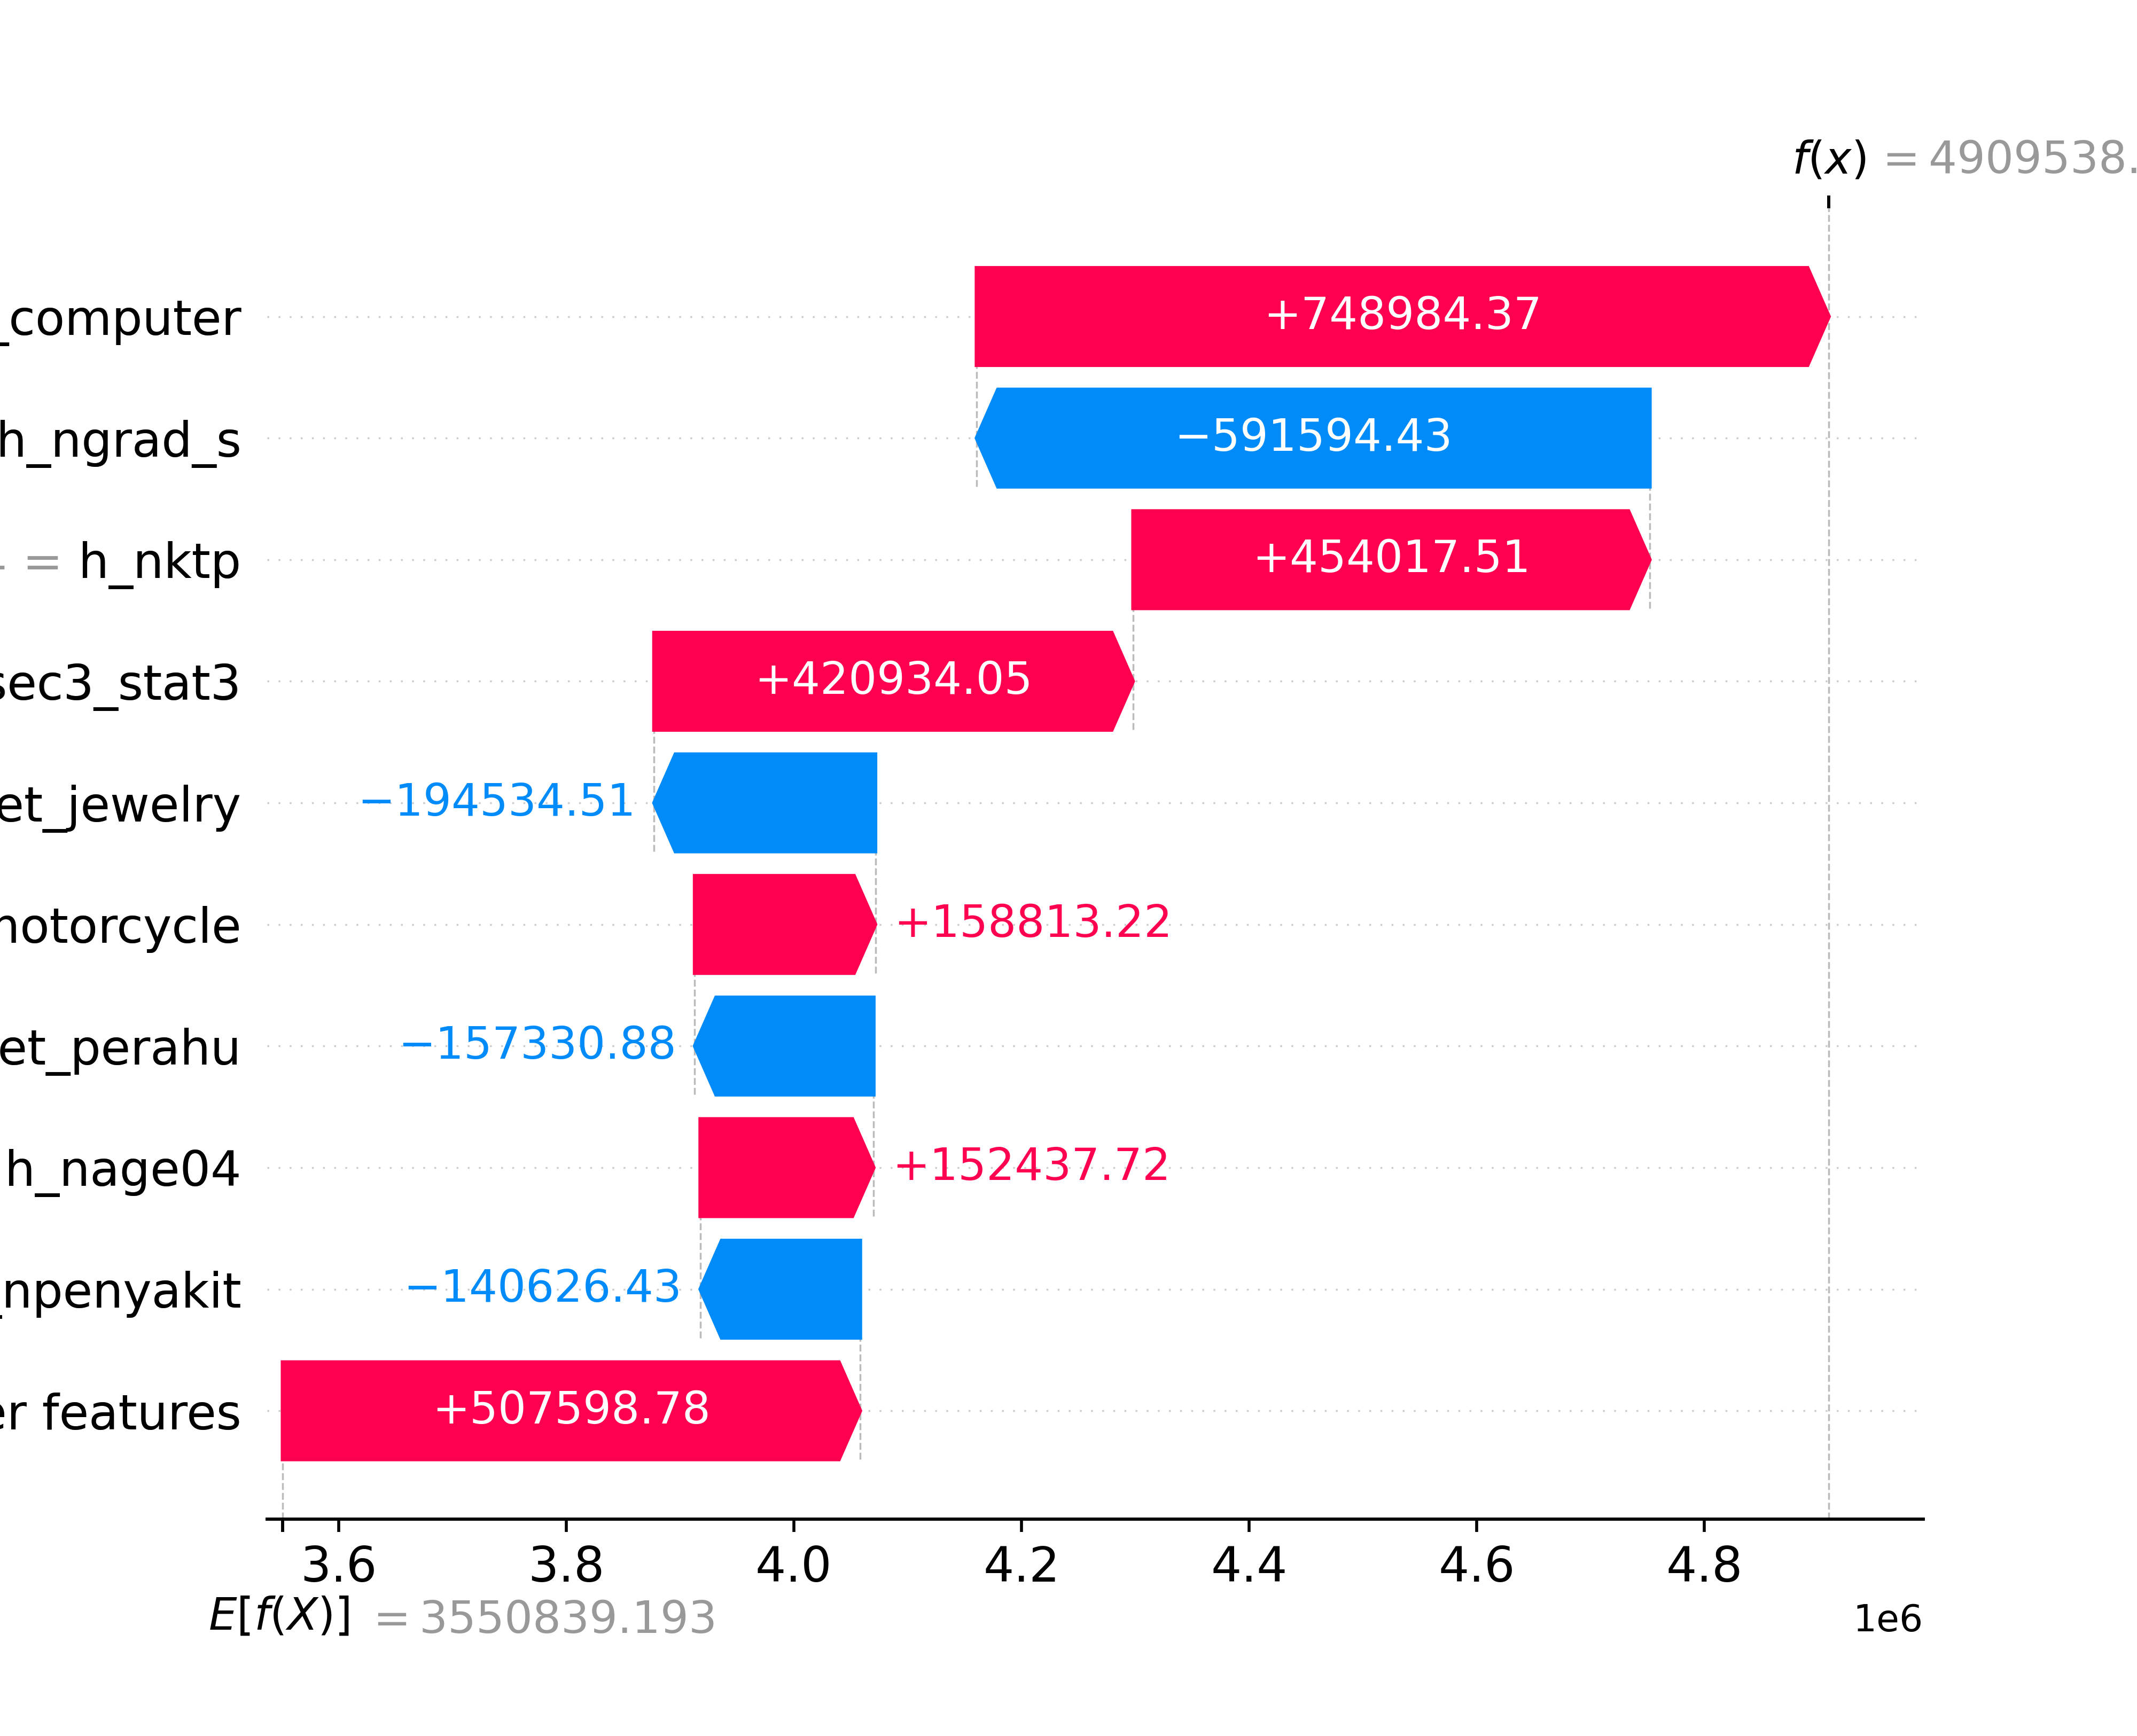 f(x) = 4909538.
_computer +748984.37
h_ngrad_s −591594.43
= h_nktp +454017.51
sec3_stat3 +420934.05
et_jewelry −194534.51
motorcycle +158813.22
et_perahu −157330.88
h_nage04 +152437.72
npenyakit −140626.43
er features +507598.78
3.6 3.8 4.0 4.2 4.4 4.6 4.8
E[f(X)] = 3550839.193
1e6